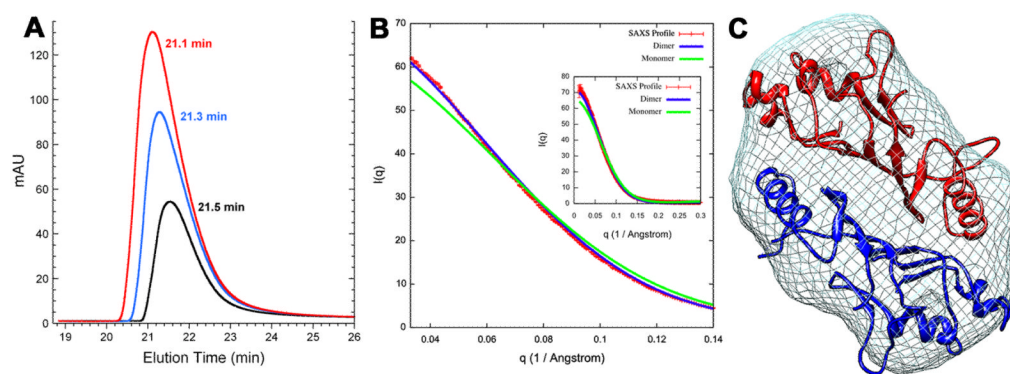 A
21.1 min
21.3 min
21.5 min
mAU
120
100
80
60
40
20
0
19 20 21 22 23 24 25 26
Elution Time (min)
B
SAXS Profile
Dimer
Monomer
I(q)
70
60
50
40
30
20
10
0
0.04 0.06 0.08 0.1 0.12 0.14
q (1 / Angstrom)
SAXS Profile
Dimer
Monomer
I(q)
80
70
60
50
40
30
20
10
0
0 0.05 0.1 0.15 0.2 0.25 0.3
q (1 / Angstrom)
C